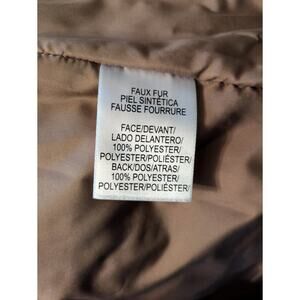 FAUX FUR
PIEL SINTÉTICA
FAUSSE FOURRURE
FACE/DEVANT/
LADO DELANTERO/
100% POLYESTER/
POLYESTER/POLIÉSTER/
BACK/DOS/ATRAS/
100% POLYESTER/
POLYESTER/POLIÉSTER/